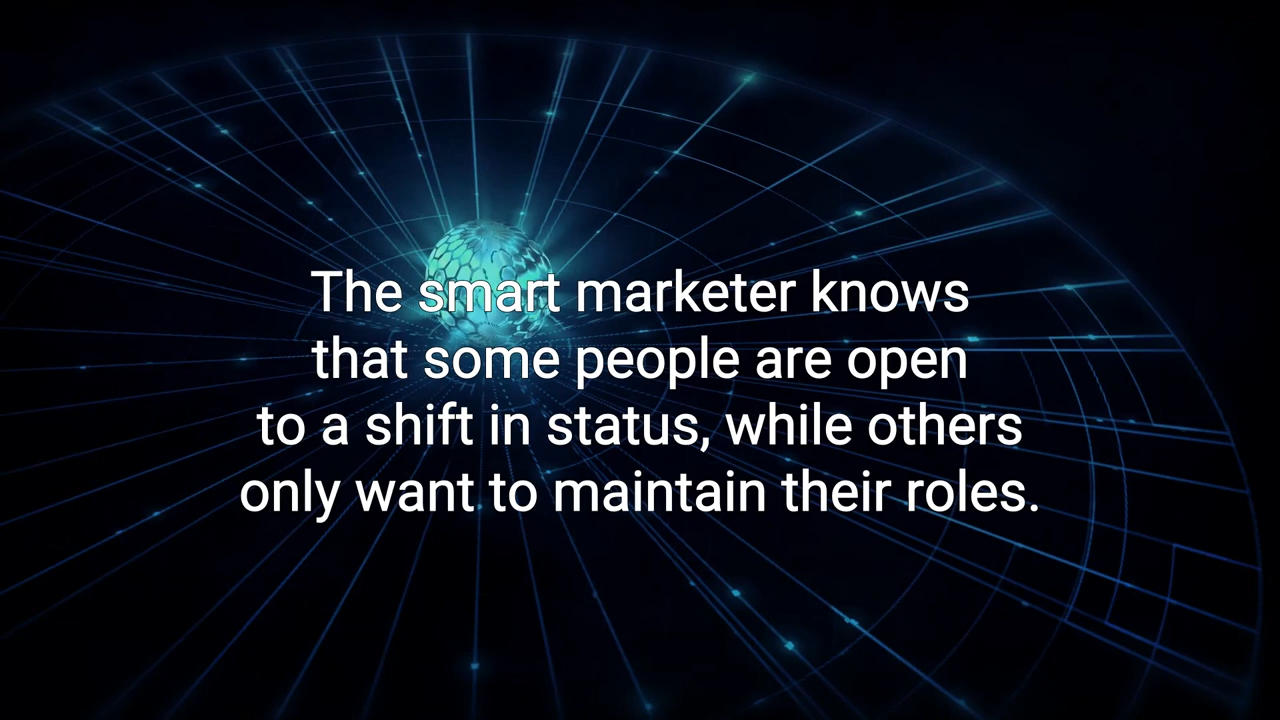 The smart marketer knows
that some people are open
to a shift in status, while others
only want to maintain their roles.